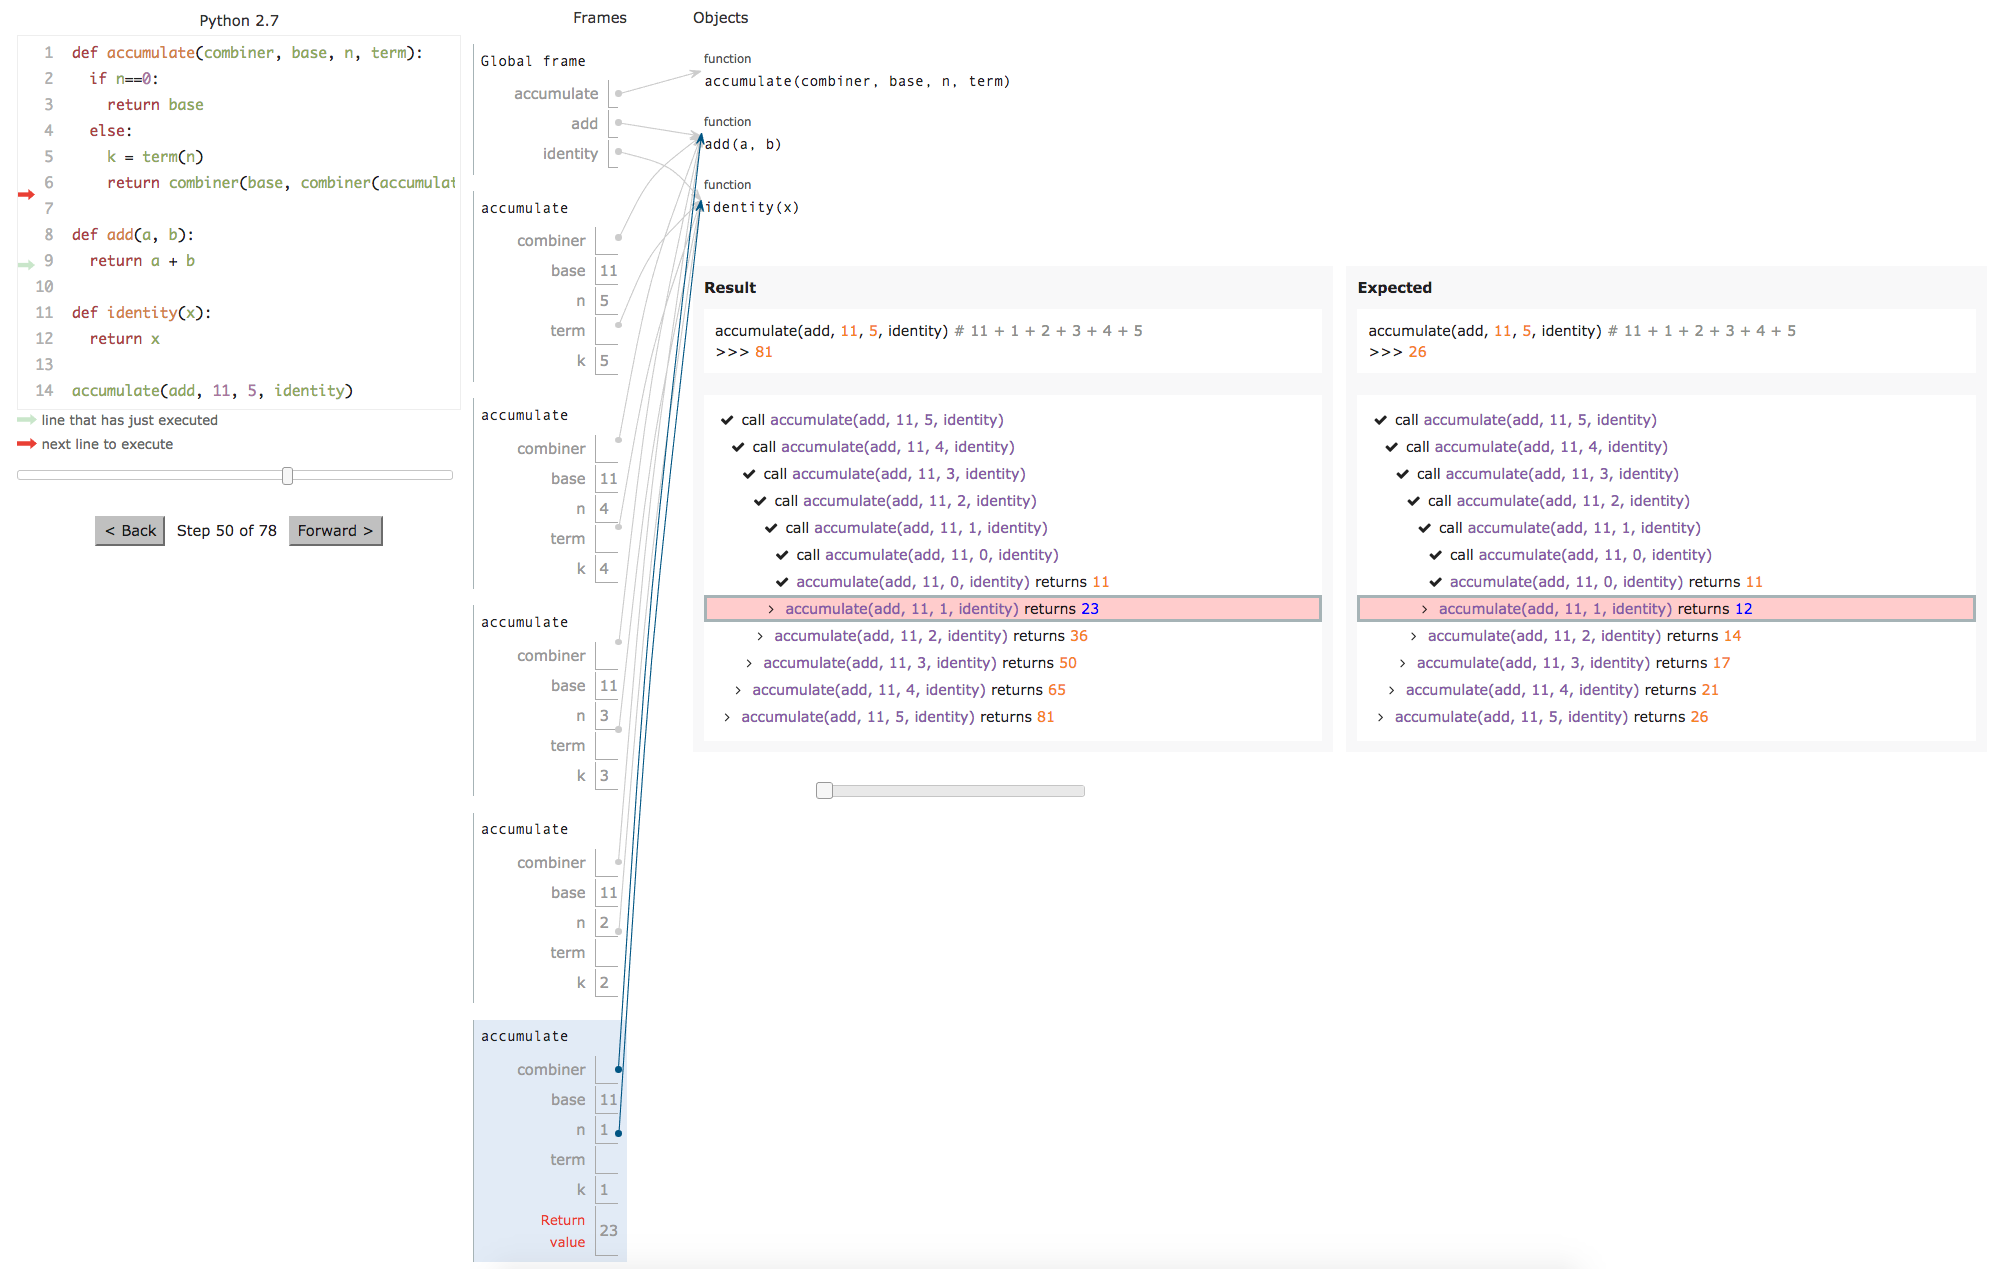 Python 2.7
1 def accumulate(combiner, base, n, term):
2 if n==0:
3 return base
4 else:
5 k = term(n)
6 return combiner(base, combiner(accumulat
7
8 def add(a, b):
9 return a + b
10
11 def identity(x):
12 return x
13
14 accumulate(add, 11, 5, identity)
line that has just executed
next line to execute
< Back Step 50 of 78 Forward >
Frames Objects
Global frame
accumulate
add
identity
function
accumulate(combiner, base, n, term)
function
add(a, b)
function
identity(x)
accumulate
combiner
base 11
n 5
term
k 5
accumulate
combiner
base 11
n 4
term
k 4
accumulate
combiner
base 11
n 3
term
k 3
accumulate
combiner
base 11
n 2
term
k 2
accumulate
combiner
base 11
n 1
term
k 1
Return
value 23
Result
accumulate(add, 11, 5, identity) # 11 + 1 + 2 + 3 + 4 + 5
>>> 81
call accumulate(add, 11, 5, identity)
call accumulate(add, 11, 4, identity)
call accumulate(add, 11, 3, identity)
call accumulate(add, 11, 2, identity)
call accumulate(add, 11, 1, identity)
call accumulate(add, 11, 0, identity)
accumulate(add, 11, 0, identity) returns 11
> accumulate(add, 11, 1, identity) returns 23
> accumulate(add, 11, 2, identity) returns 36
> accumulate(add, 11, 3, identity) returns 50
> accumulate(add, 11, 4, identity) returns 65
> accumulate(add, 11, 5, identity) returns 81
Expected
accumulate(add, 11, 5, identity) # 11 + 1 + 2 + 3 + 4 + 5
>>> 26
call accumulate(add, 11, 5, identity)
call accumulate(add, 11, 4, identity)
call accumulate(add, 11, 3, identity)
call accumulate(add, 11, 2, identity)
call accumulate(add, 11, 1, identity)
call accumulate(add, 11, 0, identity)
accumulate(add, 11, 0, identity) returns 11
> accumulate(add, 11, 1, identity) returns 12
> accumulate(add, 11, 2, identity) returns 14
> accumulate(add, 11, 3, identity) returns 17
> accumulate(add, 11, 4, identity) returns 21
> accumulate(add, 11, 5, identity) returns 26